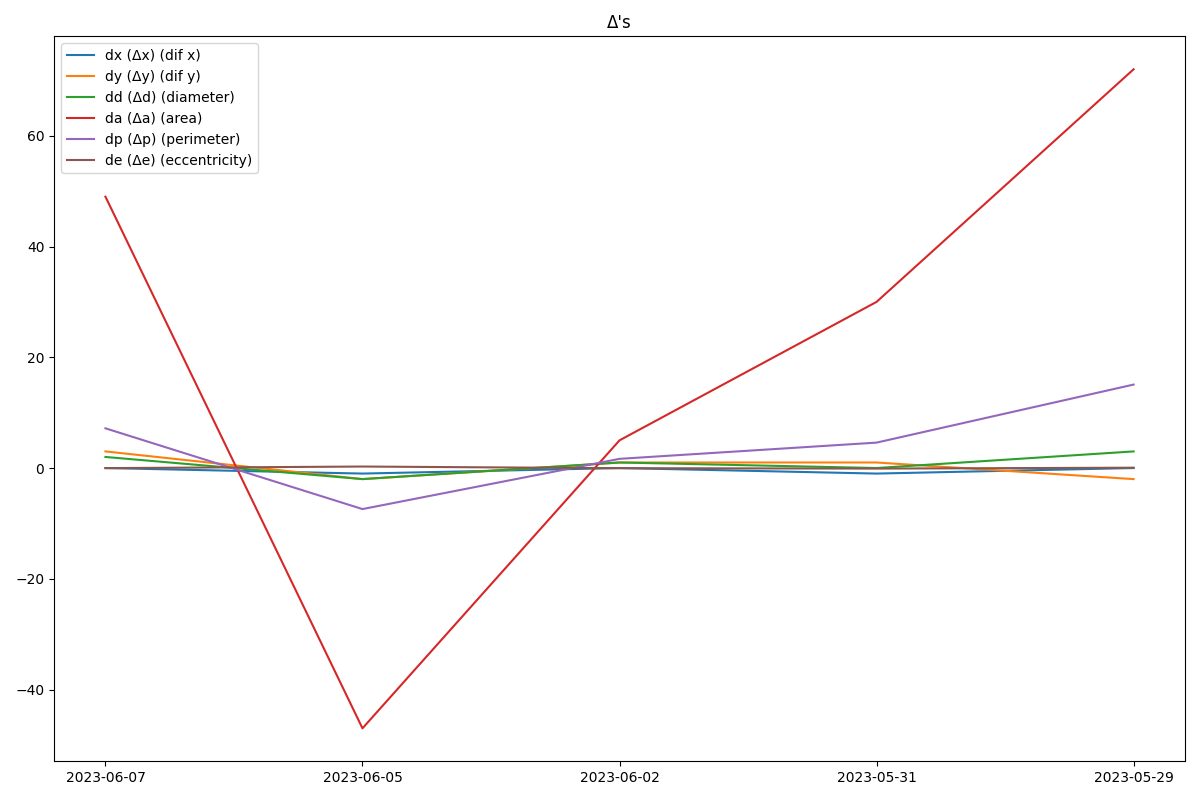 Δ's
dx (Δx) (dif x)
dy (Δy) (dif y)
dd (Δd) (diameter)
da (Δa) (area)
dp (Δp) (perimeter)
de (Δe) (eccentricity)
60
40
20
0
−20
−40
2023-06-07 2023-06-05 2023-06-02 2023-05-31 2023-05-29